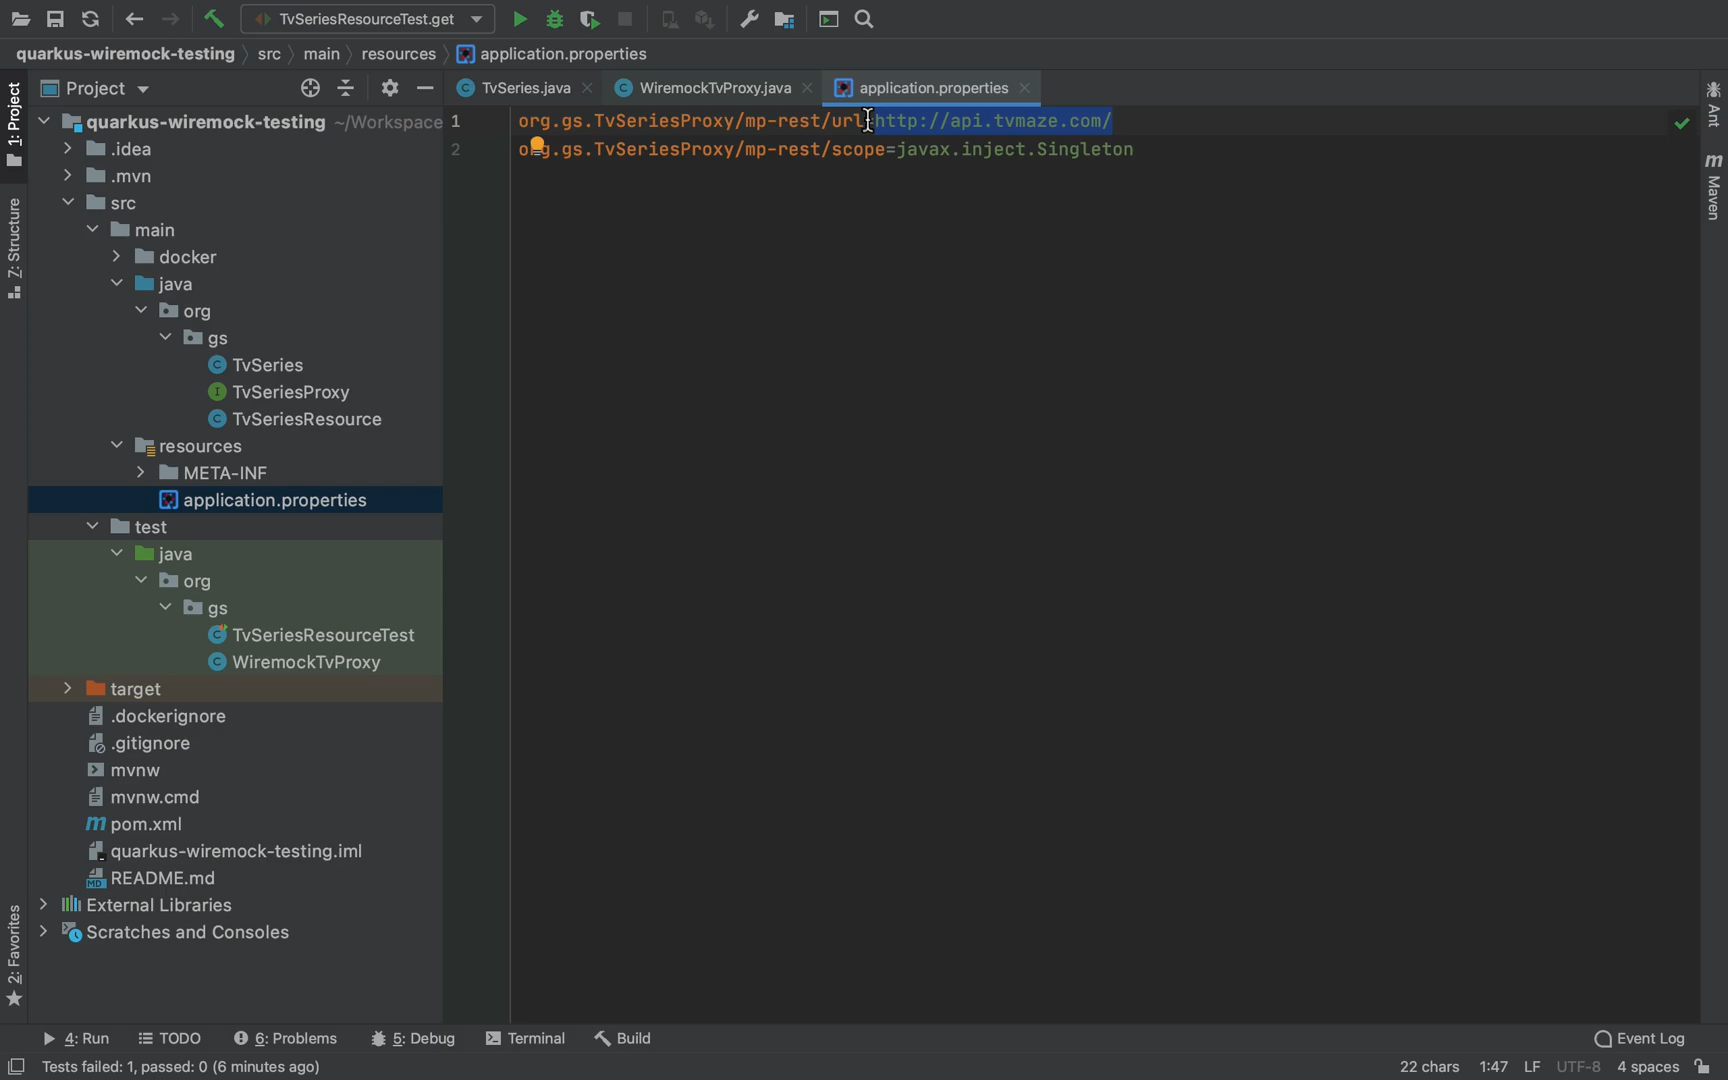 TvSeriesResourceTest.get
quarkus-wiremock-testing src main resources application.properties
Project
TvSeries.java
WiremockTvProxy.java
application.properties
1: Project
7: Structure
2: Favorites
quarkus-wiremock-testing ~/Workspace
.idea
.mvn
src
main
docker
java
org
gs
TvSeries
TvSeriesProxy
TvSeriesResource
resources
META-INF
application.properties
test
java
org
gs
TvSeriesResourceTest
WiremockTvProxy
target
.dockerignore
.gitignore
mvnw
mvnw.cmd
pom.xml
quarkus-wiremock-testing.iml
README.md
External Libraries
Scratches and Consoles
1 org.gs.TvSeriesProxy/mp-rest/url=http://api.tvmaze.com/
2 org.gs.TvSeriesProxy/mp-rest/scope=javax.inject.Singleton
Ant
Maven
4: Run
TODO
6: Problems
5: Debug
Terminal
Build
Event Log
Tests failed: 1, passed: 0 (6 minutes ago)
22 chars 1:47 LF UTF-8 4 spaces